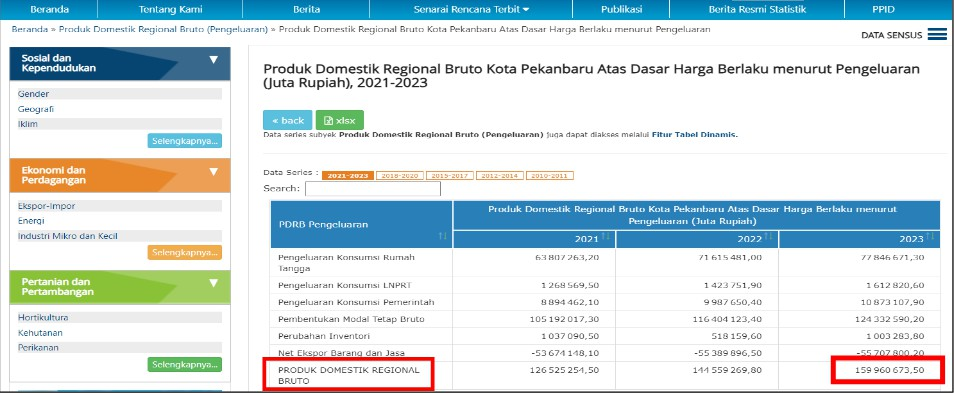 Beranda Tentang Kami Berita Senarai Rencana Terbit Publikasi Berita Resmi Statistik PPID
Beranda » Produk Domestik Regional Bruto (Pengeluaran) » Produk Domestik Regional Bruto Kota Pekanbaru Atas Dasar Harga Berlaku menurut Pengeluaran
DATA SENSUS
Sosial dan
Kependudukan
Gender
Geografi
Iklim
Selengkapnya...
Ekonomi dan
Perdagangan
Ekspor-Impor
Energi
Industri Mikro dan Kecil
Selengkapnya...
Pertanian dan
Pertambangan
Hortikultura
Kehutanan
Perikanan
Selengkapnya...
Produk Domestik Regional Bruto Kota Pekanbaru Atas Dasar Harga Berlaku menurut Pengeluaran
(Juta Rupiah), 2021-2023
« back xlsx
Data series subyek Produk Domestik Regional Bruto (Pengeluaran) juga dapat diakses melalui Fitur Tabel Dinamis.
Data Series : 2021-2023 2018-2020 2015-2017 2012-2014 2010-2011
Search:
PDRB Pengeluaran
Produk Domestik Regional Bruto Kota Pekanbaru Atas Dasar Harga Berlaku menurut
Pengeluaran (Juta Rupiah)
2021 2022 2023
Pengeluaran Konsumsi Rumah
Tangga
63 807 263,20 71 615 481,00 77 846 671,30
Pengeluaran Konsumsi LNPRT 1 268 569,50 1 423 751,90 1 612 820,60
Pengeluaran Konsumsi Pemerintah 8 894 462,10 9 987 650,40 10 873 107,90
Pembentukan Modal Tetap Bruto 105 192 017,30 116 404 123,40 124 332 590,20
Perubahan Inventori 1 037 090,50 518 159,60 1 003 283,80
Net Ekspor Barang dan Jasa -53 674 148,10 -55 389 896,50 -55 707 800,20
PRODUK DOMESTIK REGIONAL
BRUTO
126 525 254,50 144 559 269,80 159 960 673,50